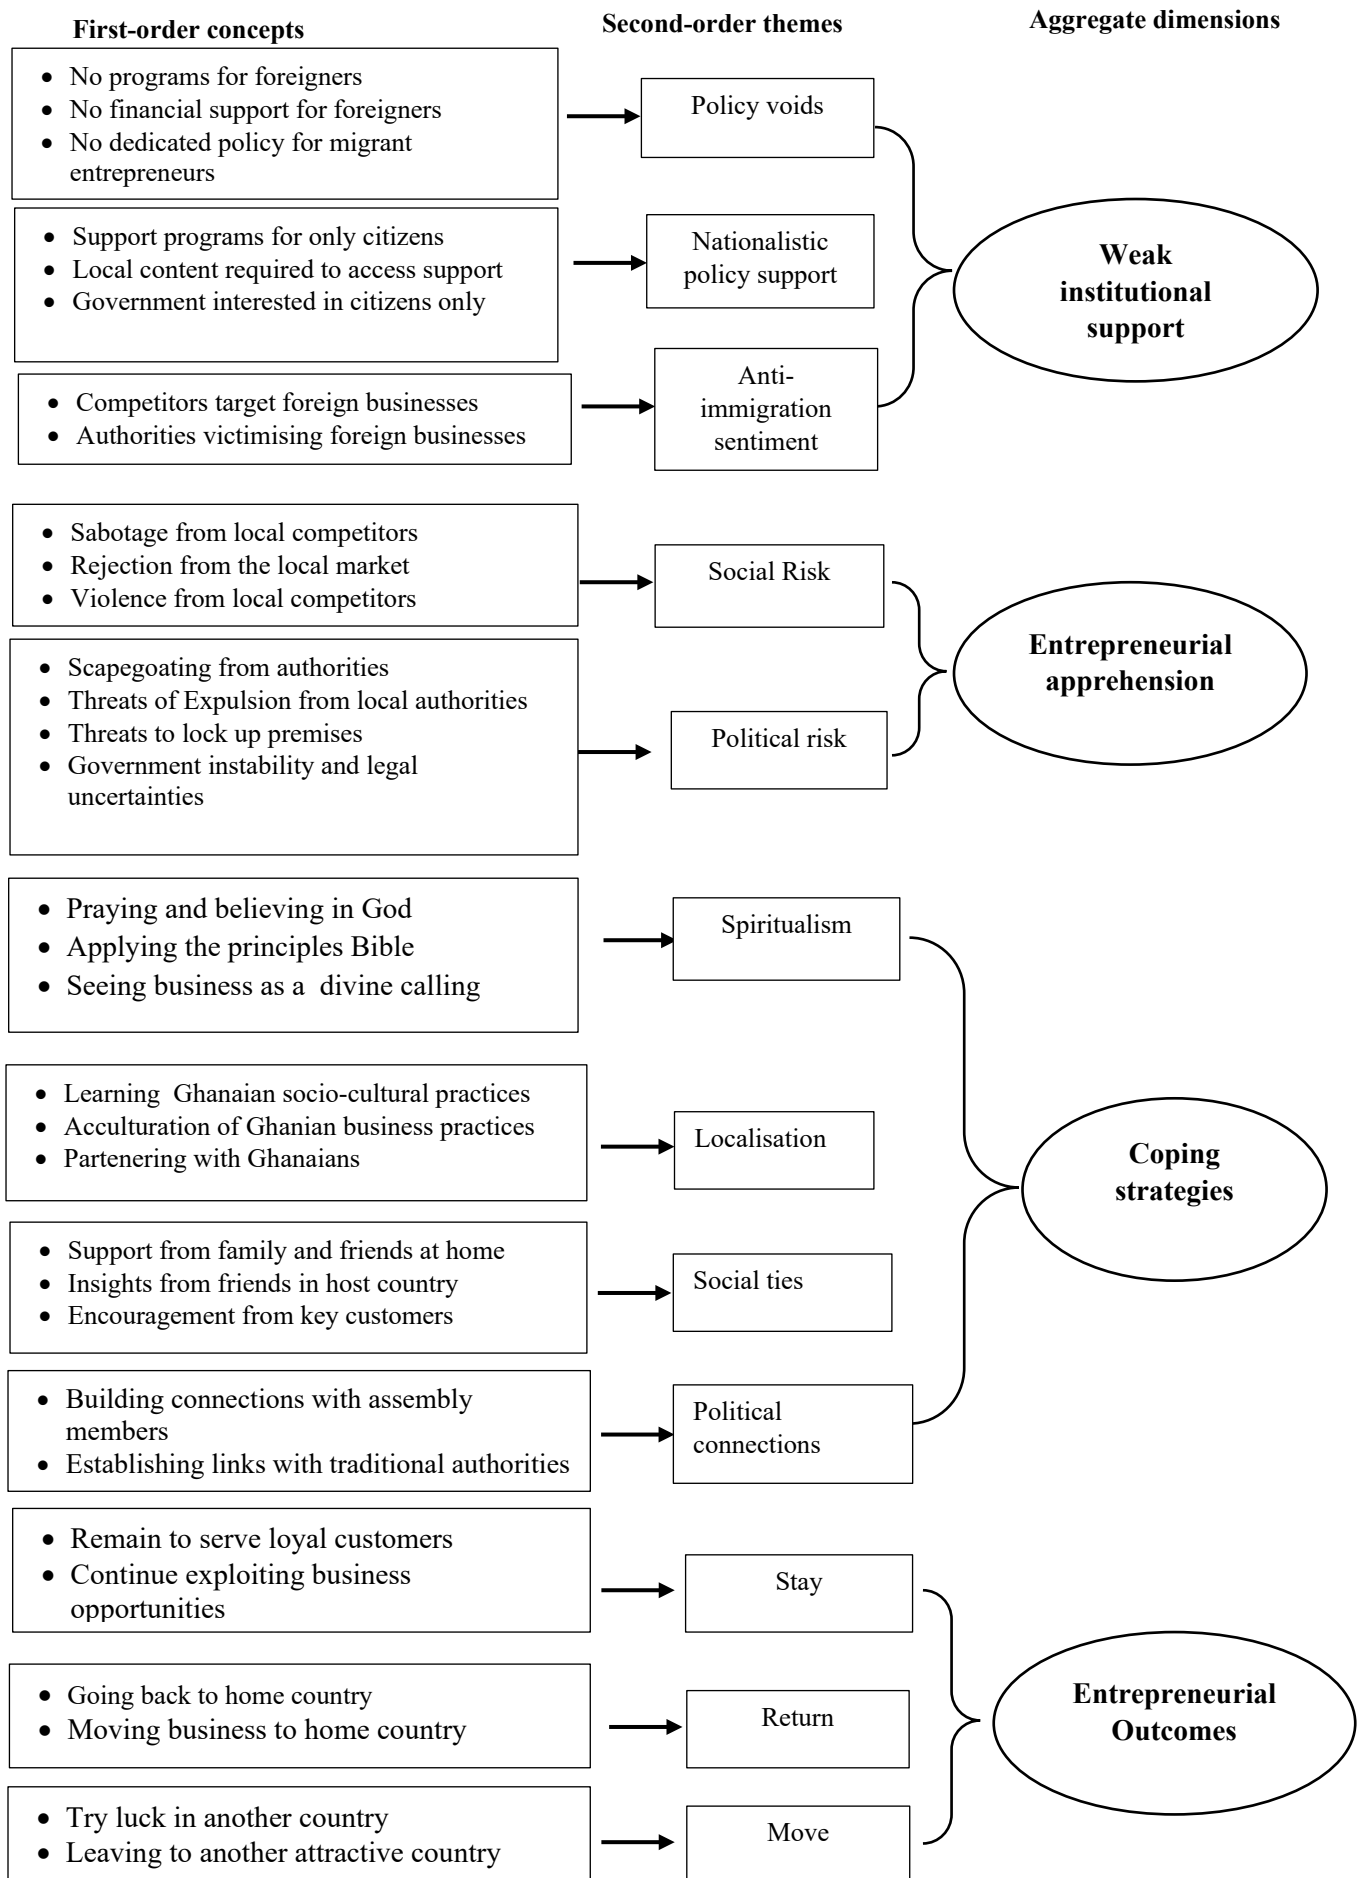 First-order concepts
Second-order themes
Aggregate dimensions
• No programs for foreigners
• No financial support for foreigners
• No dedicated policy for migrant
entrepreneurs
Policy voids
• Support programs for only citizens
• Local content required to access support
• Government interested in citizens only
Nationalistic
policy support
• Competitors target foreign businesses
• Authorities victimising foreign businesses
Anti-
immigration
sentiment
Weak
institutional
support
• Sabotage from local competitors
• Rejection from the local market
• Violence from local competitors
Social Risk
• Scapegoating from authorities
• Threats of Expulsion from local authorities
• Threats to lock up premises
• Government instability and legal
uncertainties
Political risk
Entrepreneurial
apprehension
• Praying and believing in God
• Applying the principles Bible
• Seeing business as a  divine calling
Spiritualism
• Learning  Ghanaian socio-cultural practices
• Acculturation of Ghanian business practices
• Partenering with Ghanaians
Localisation
• Support from family and friends at home
• Insights from friends in host country
• Encouragement from key customers
Social ties
• Building connections with assembly
members
• Establishing links with traditional authorities
Political
connections
Coping
strategies
• Remain to serve loyal customers
• Continue exploiting business
opportunities
Stay
• Going back to home country
• Moving business to home country
Return
• Try luck in another country
• Leaving to another attractive country
Move
Entrepreneurial
Outcomes